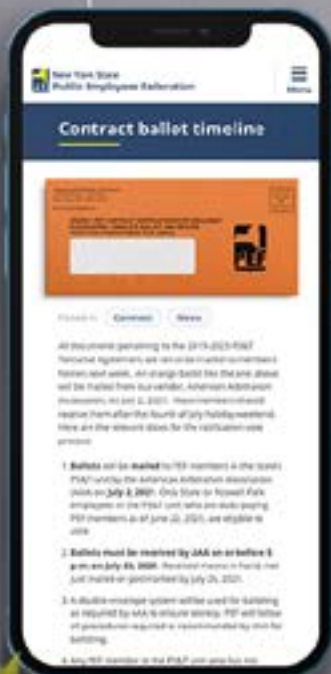 New York State
Public Employees Federation
Menu
Contract ballot timeline
PEF
Posted in
Contract
News
All documents pertaining to the 2019-2023 PS&T
Tentative Agreement are set to be mailed to members'
homes next week. An orange ballot like the one above
will be mailed from our vendor, American Arbitration
Association, on July 2, 2021. Members should
receive them after the Fourth of July holiday weekend.
Here are the relevant dates for the ratification vote
process:
1. Ballots will be mailed to PEF members in the State's
PS&T unit by the American Arbitration Association
(AAA) on July 2, 2021. Only State or Roswell Park
employees in the PS&T unit who are dues-paying
PEF members as of June 22, 2021, are eligible to
vote.
2. Ballots must be received by AAA on or before 5
p.m. on July 26,
just mailed or postmarked by July 26, 2021.
3. A double envelope system will be used for balloting
as required by AAA to ensure secrecy. PEF will follow
all procedures required or recommended by AAA for
balloting.
4. Any PEF member in the PS&T unit who has not